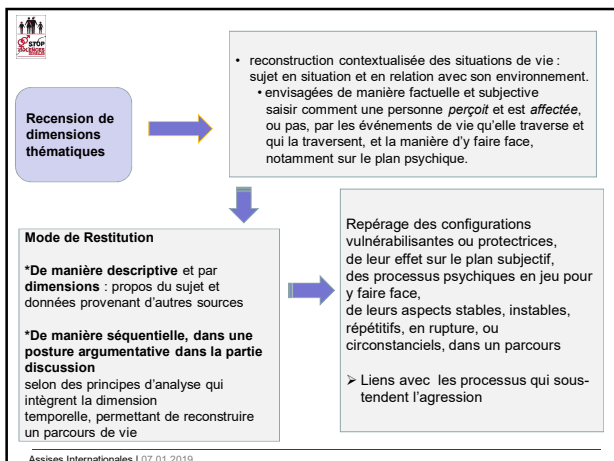 STOP
VIOLENCES
• reconstruction contextualisée des situations de vie :
sujet en situation et en relation avec son environnement.
• envisagées de manière factuelle et subjective
saisir comment une personne perçoit et est affectée,
ou pas, par les événements de vie qu'elle traverse et
qui la traversent, et la manière d'y faire face,
notamment sur le plan psychique.
Recension de
dimensions
thématiques
Mode de Restitution
*De manière descriptive et par
dimensions : propos du sujet et
données provenant d'autres sources
*De manière séquentielle, dans une
posture argumentative dans la partie
discussion
selon des principes d'analyse qui
intègrent la dimension
temporelle, permettant de reconstruire
un parcours de vie
Repérage des configurations
vulnérabilisantes ou protectrices,
de leur effet sur le plan subjectif,
des processus psychiques en jeu pour
y faire face,
de leurs aspects stables, instables,
répétitifs, en rupture, ou
circonstanciels, dans un parcours
➢ Liens avec les processus qui sous-
tendent l'agression
Assises Internationales | 07.01.2019